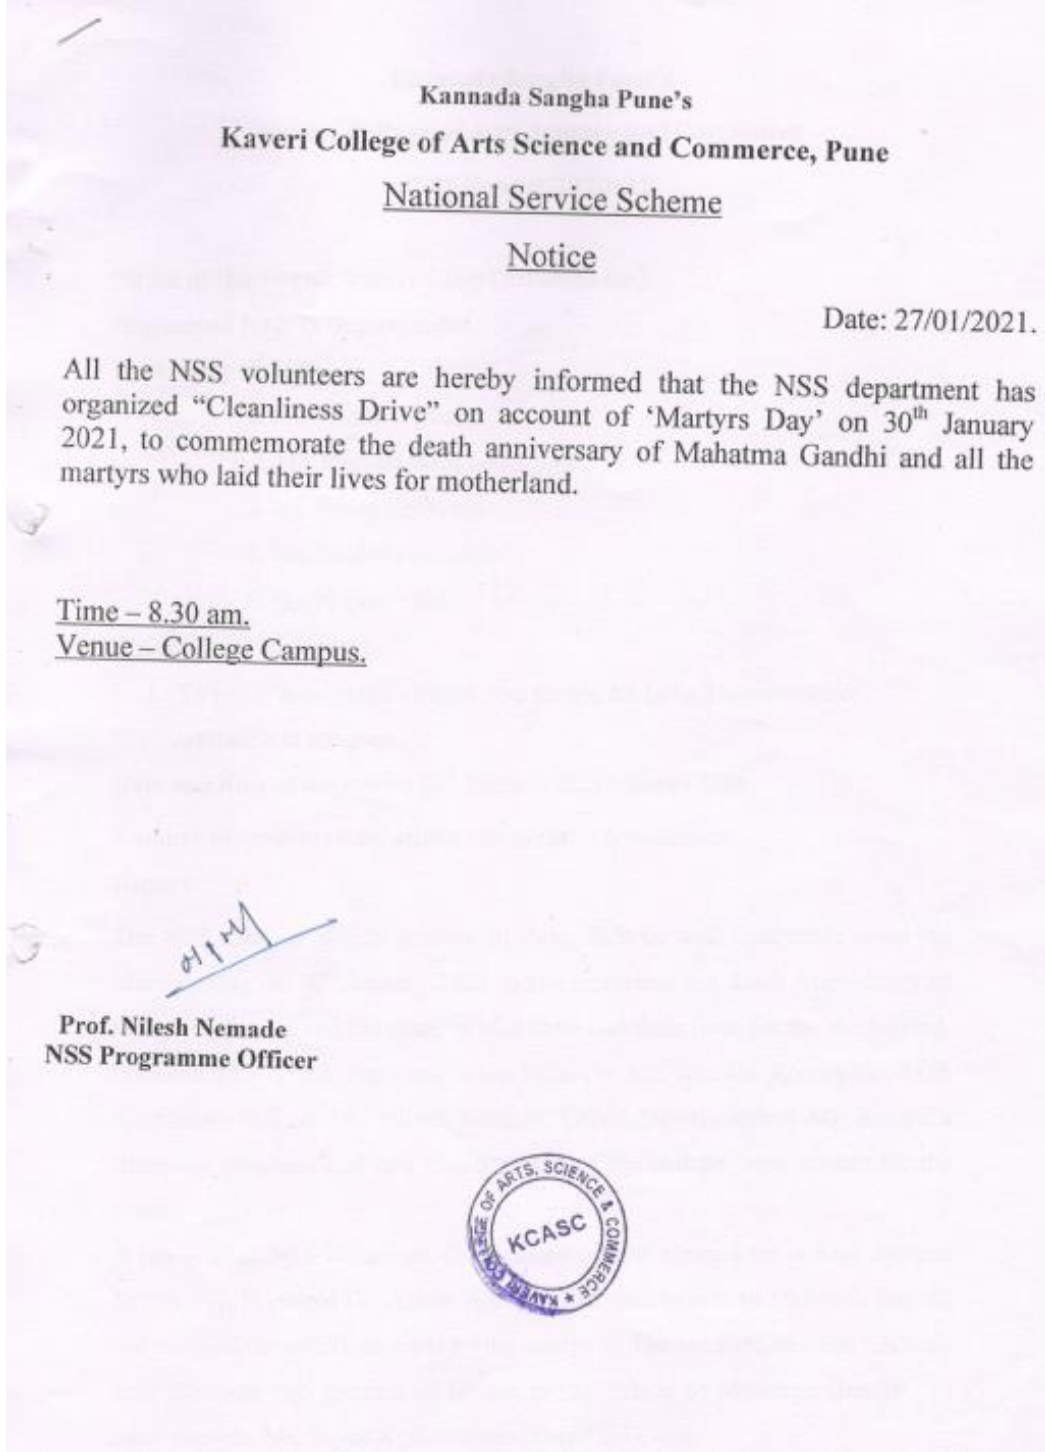 Kannada Sangha Pune's
Kaveri College of Arts Science and Commerce, Pune
National Service Scheme
Notice
Date: 27/01/2021.
All the NSS volunteers are hereby informed that the NSS department has
organized “Cleanliness Drive” on account of ‘Martyrs Day’ on 30th January
2021, to commemorate the death anniversary of Mahatma Gandhi and all the
martyrs who laid their lives for motherland.
Time – 8.30 am.
Venue – College Campus.
Prof. Nilesh Nemade
NSS Programme Officer
KAVERI COLLEGE OF ARTS, SCIENCE & COMMERCE ★
KCASC